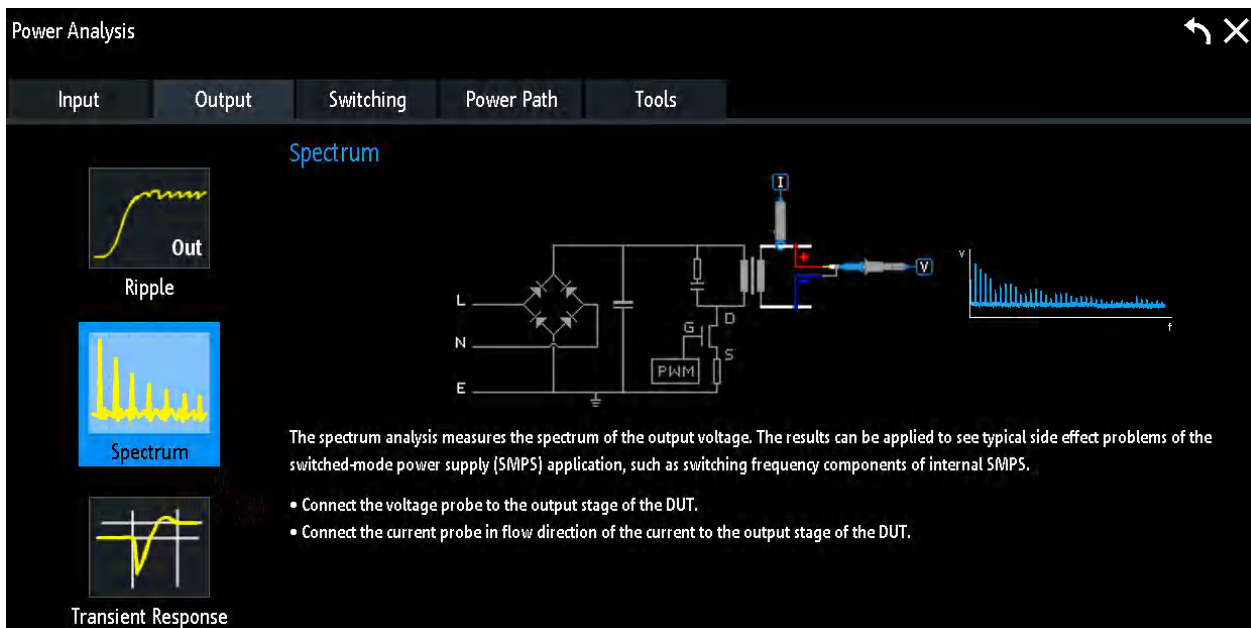 Power Analysis
Input Output Switching Power Path Tools
Out
Ripple
Spectrum
Transient Response
Spectrum
I
V
L
N
E
D
G
S
PWM
+
-
V
f
The spectrum analysis measures the spectrum of the output voltage. The results can be applied to see typical side effect problems of the
switched-mode power supply (SMPS) application, such as switching frequency components of internal SMPS.
• Connect the voltage probe to the output stage of the DUT.
• Connect the current probe in flow direction of the current to the output stage of the DUT.